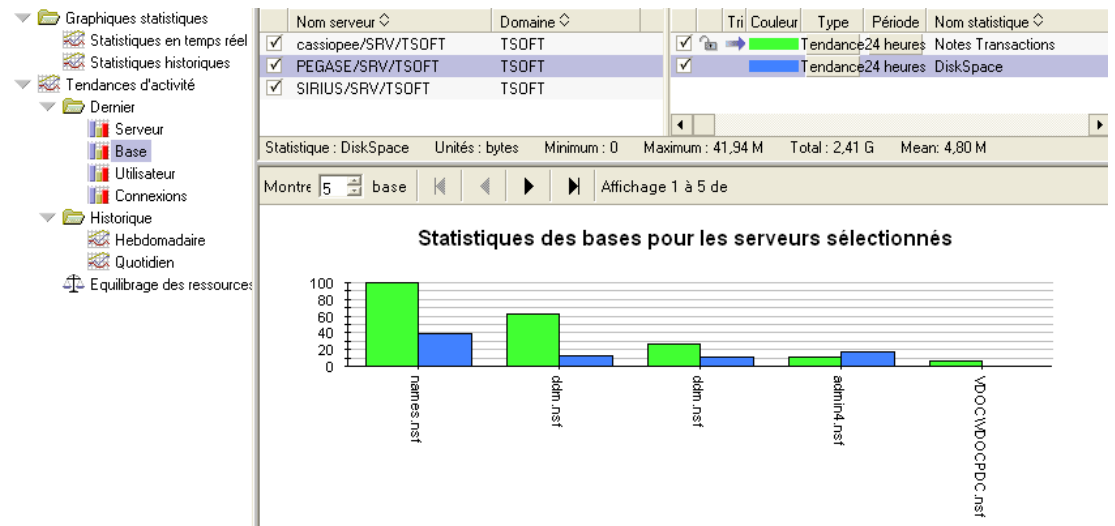 Graphiques statistiques
Statistiques en temps réel
Statistiques historiques
Tendances d'activité
Dernier
Serveur
Base
Utilisateur
Connexions
Historique
Hebdomadaire
Quotidien
Equilibrage des ressources
Nom serveur Domaine
cassiopee/SRV/TSOFT TSOFT
PEGASE/SRV/TSOFT TSOFT
SIRIUS/SRV/TSOFT TSOFT
Tri Couleur Type Période Nom statistique
Tendance 24 heures Notes Transactions
Tendance 24 heures DiskSpace
Statistique : DiskSpace Unités : bytes Minimum : 0 Maximum : 41,94 M Total : 2,41 G Mean: 4,80 M
Montre 5 base Affichage 1 à 5 de
Statistiques des bases pour les serveurs sélectionnés
100
80
60
40
20
0
names.nsf
ddm.nsf
ddm.nsf
admin4.nsf
VDOC\VDOCPDC.nsf